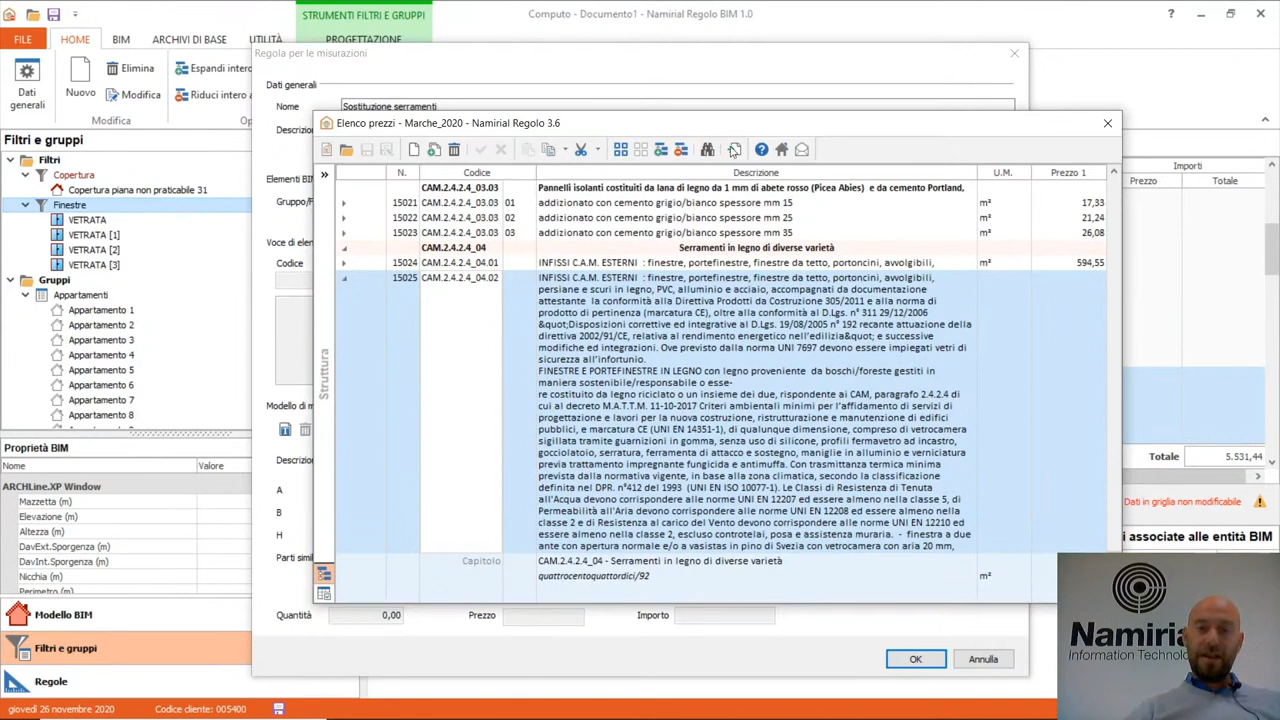 STRUMENTI FILTRI E GRUPPI
Computo - Documento1 - Namirial Regolo BIM 1.0
FILE
HOME
BIM
ARCHIVI DI BASE
UTILITÀ
PROGETTAZIONE
Dati
generali
Nuovo
Elimina
Modifica
Espandi intero
Riduci intero a
Modifica
Op
Filtri e gruppi
Filtri
Copertura
Copertura piana non praticabile 31
Finestre
VETRATA
VETRATA [1]
VETRATA [2]
VETRATA [3]
Gruppi
Appartamenti
Appartamento 1
Appartamento 2
Appartamento 3
Appartamento 4
Appartamento 5
Appartamento 6
Appartamento 7
Appartamento 8
Proprietà BIM
Nome
Valore
ARCHLine.XP Window
Mazzetta (m)
Elevazione (m)
Altezza (m)
DavExt.Sporgenza (m)
DavInt.Sporgenza (m)
Nicchia (m)
Perimetro (m)
Modello BIM
Filtri e gruppi
Regole
giovedì 26 novembre 2020
Codice cliente: 005400
Regola per le misurazioni
Dati generali
Nome
Sostituzione serramenti
Descrizion
Elementi BIM
Gruppo/F
Voce di elen
Codice
Modello di m
Descrizio
A
B
H
Parti simil
Quantità
0,00
Prezzo
Importo
OK
Annulla
Elenco prezzi - Marche_2020 - Namirial Regolo 3.6
Struttura
N.
Codice
Descrizione
U.M.
Prezzo 1
CAM.2.4.2.4_03.03
Pannelli isolanti costituiti da lana di legno da 1 mm di abete rosso (Picea Abies) e da cemento Portland,
15021 CAM.2.4.2.4_03.03 01 addizionato con cemento grigio/bianco spessore mm 15 m² 17,33
15022 CAM.2.4.2.4_03.03 02 addizionato con cemento grigio/bianco spessore mm 25 m² 21,24
15023 CAM.2.4.2.4_03.03 03 addizionato con cemento grigio/bianco spessore mm 35 m² 26,08
CAM.2.4.2.4_04 Serramenti in legno di diverse varietà
15024 CAM.2.4.2.4_04.01 INFISSI C.A.M. ESTERNI : finestre, portefinestre, finestre da tetto, portoncini, avvolgibili, m² 594,55
15025 CAM.2.4.2.4_04.02 INFISSI C.A.M. ESTERNI : finestre, portefinestre, finestre da tetto, portoncini, avvolgibili,
persiane e scuri in legno, PVC, alluminio e acciaio, accompagnati da documentazione
attestante la conformità alla Direttiva Prodotti da Costruzione 305/2011 e alla norma di
prodotto di pertinenza (marcatura CE), oltre alla conformità al D.Lgs. n° 311 29/12/2006
&quot;Disposizioni correttive ed integrative al D.Lgs. 19/08/2005 n° 192 recante attuazione della
direttiva 2002/91/CE, relativa al rendimento energetico nell'edilizia&quot; e successive
modifiche ed integrazioni. Ove previsto dalla norma UNI 7697 devono essere impiegati vetri di
sicurezza all'infortunio.
FINESTRE E PORTEFINESTRE IN LEGNO con legno proveniente da boschi/foreste gestiti in
maniera sostenibile/responsabile o esse-
re costituito da legno riciclato o un insieme dei due, rispondente ai CAM, paragrafo 2.4.2.4 di
cui al decreto M.A.T.T.M. 11-10-2017 Criteri ambientali minimi per l'affidamento di servizi di
progettazione e lavori per la nuova costruzione, ristrutturazione e manutenzione di edifici
pubblici, e marcatura CE (UNI EN 14351-1), di qualunque dimensione, compreso di vetrocamera
sigillata tramite guarnizioni in gomma, senza uso di silicone, profili fermavetro ad incastro,
gocciolatoio, serratura, ferramenta di attacco e sostegno, maniglie in alluminio e verniciatura
previa trattamento impregnante fungicida e antimuffa. Con trasmittanza termica minima
prevista dalla normativa vigente, in base alla zona climatica, secondo la classificazione
definita nel DPR. n°412 del 1993 (UNI EN ISO 10077-1). Le Classi di Resistenza di Tenuta
all'Acqua devono corrispondere alle norme UNI EN 12207 ed essere almeno nella classe 5, di
Permeabilità all'Aria devono corrispondere alle norme UNI EN 12208 ed essere almeno nella
classe 2 e di Resistenza al carico del Vento devono corrispondere alle norme UNI EN 12210 ed
essere almeno nella classe 2, escluso controtelai, posa e assistenza muraria. - finestra a due
ante con apertura normale e/o a vasistas in pino di Svezia con vetrocamera con aria 20 mm,
Capitolo CAM.2.4.2.4_04 - Serramenti in legno di diverse varietà
quattrocentoquattordici/92 m²
Importi
Prezzo
Totale
Totale
5.531,44
Dati in griglia non modificabile
i associate alle entità BIM
Namirial
Information Technolo